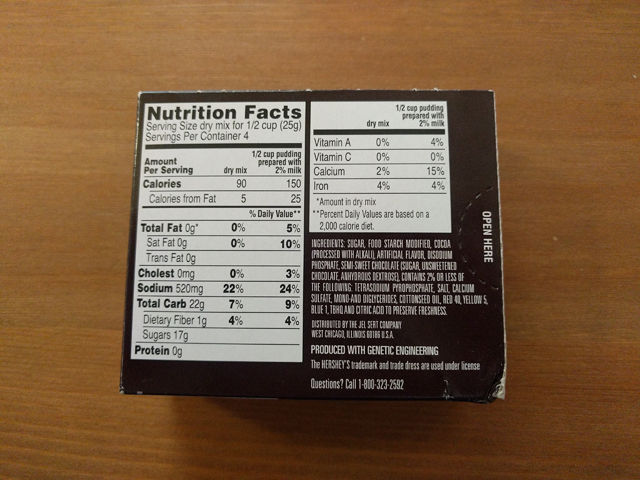 Nutrition Facts
Serving Size dry mix for 1/2 cup (25g)
Servings Per Container 4
Amount Per Serving dry mix 1/2 cup pudding prepared with 2% milk
Calories 90 150
Calories from Fat 5 25
% Daily Value**
Total Fat 0g* 0% 5%
Sat Fat 0g 0% 10%
Trans Fat 0g
Cholest 0mg 0% 3%
Sodium 520mg 22% 24%
Total Carb 22g 7% 9%
Dietary Fiber 1g 4% 4%
Sugars 17g
Protein 0g
dry mix 1/2 cup pudding prepared with 2% milk
Vitamin A 0% 4%
Vitamin C 0% 0%
Calcium 2% 15%
Iron 4% 4%
*Amount in dry mix
**Percent Daily Values are based on a
2,000 calorie diet.
INGREDIENTS: SUGAR, FOOD STARCH MODIFIED, COCOA
(PROCESSED WITH ALKALI), ARTIFICIAL FLAVOR, DISODIUM
PHOSPHATE, SEMI-SWEET CHOCOLATE (SUGAR, UNSWEETENED
CHOCOLATE, ANHYDROUS DEXTROSE), CONTAINS 2% OR LESS OF
THE FOLLOWING: TETRASODIUM PYROPHOSPHATE, SALT, CALCIUM
SULFATE, MONO AND DIGLYCERIDES, COTTONSEED OIL, RED 40, YELLOW 5,
BLUE 1, TBHQ AND CITRIC ACID TO PRESERVE FRESHNESS.
DISTRIBUTED BY THE JEL SERT COMPANY
WEST CHICAGO, ILLINOIS 60186 U.S.A.
PRODUCED WITH GENETIC ENGINEERING
The HERSHEY'S trademark and trade dress are used under license
Questions? Call 1-800-323-2592
OPEN HERE